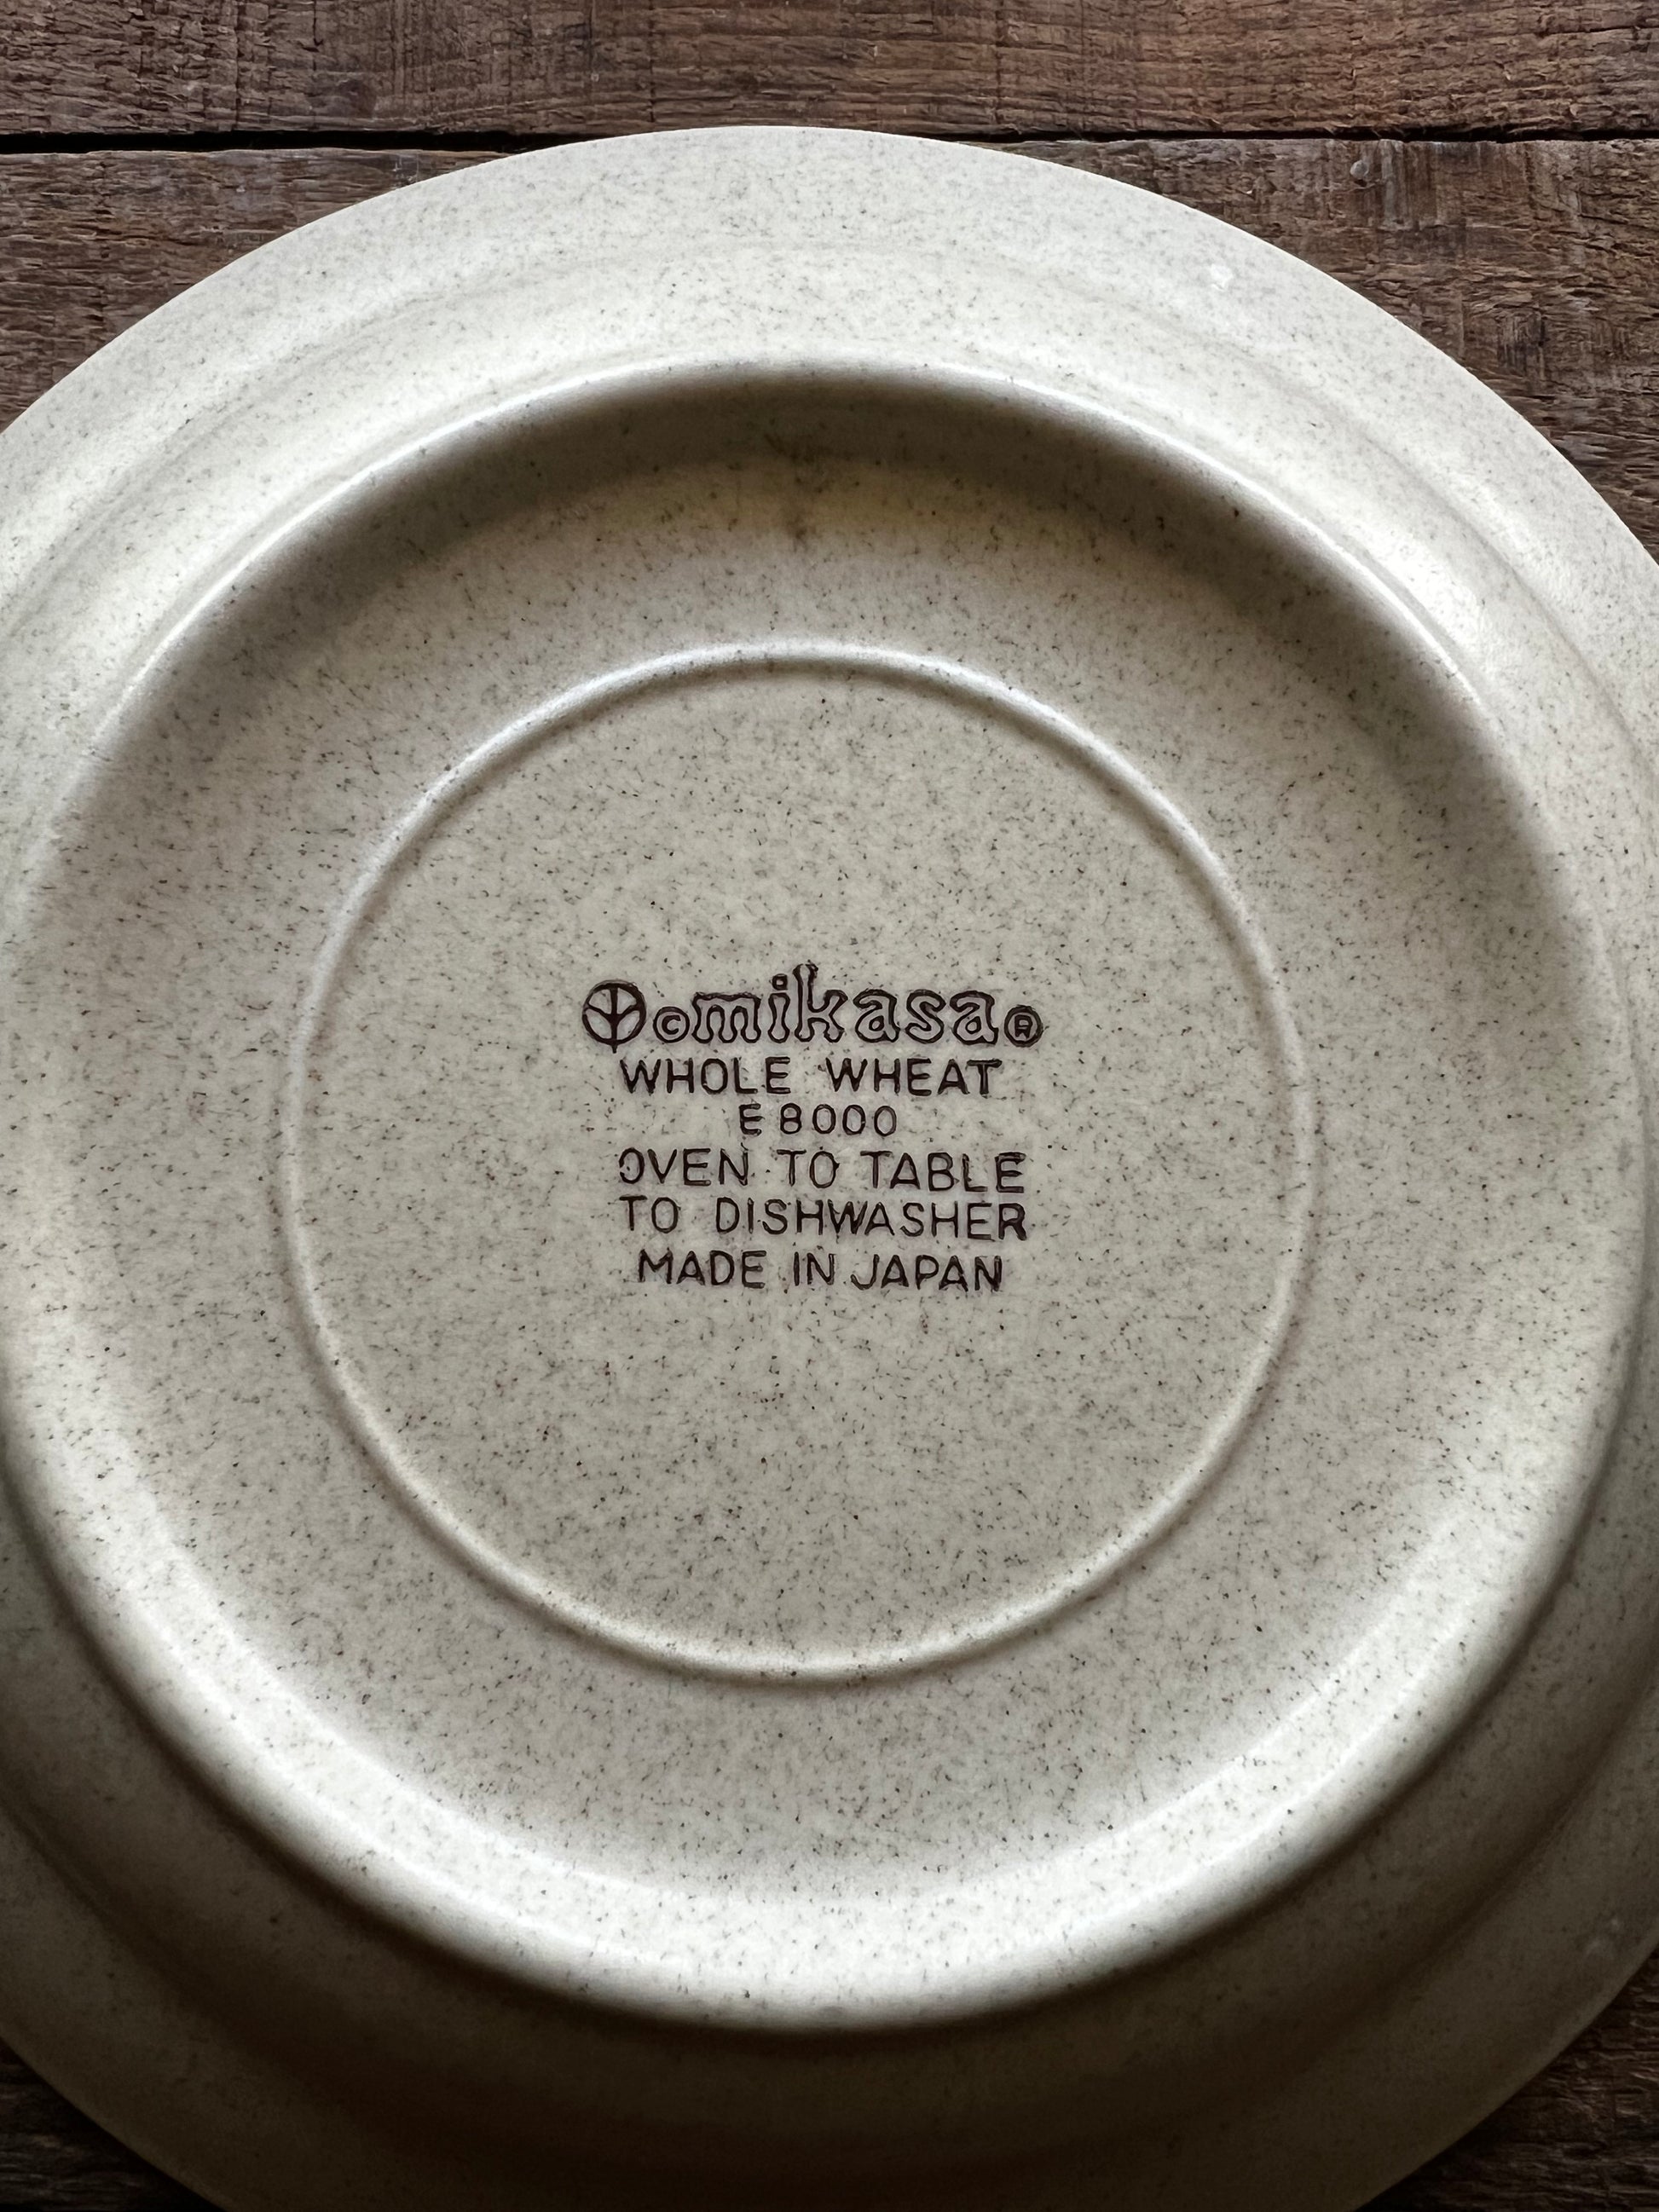 ©mikasa®
WHOLE WHEAT
E 8000
OVEN TO TABLE
TO DISHWASHER
MADE IN JAPAN